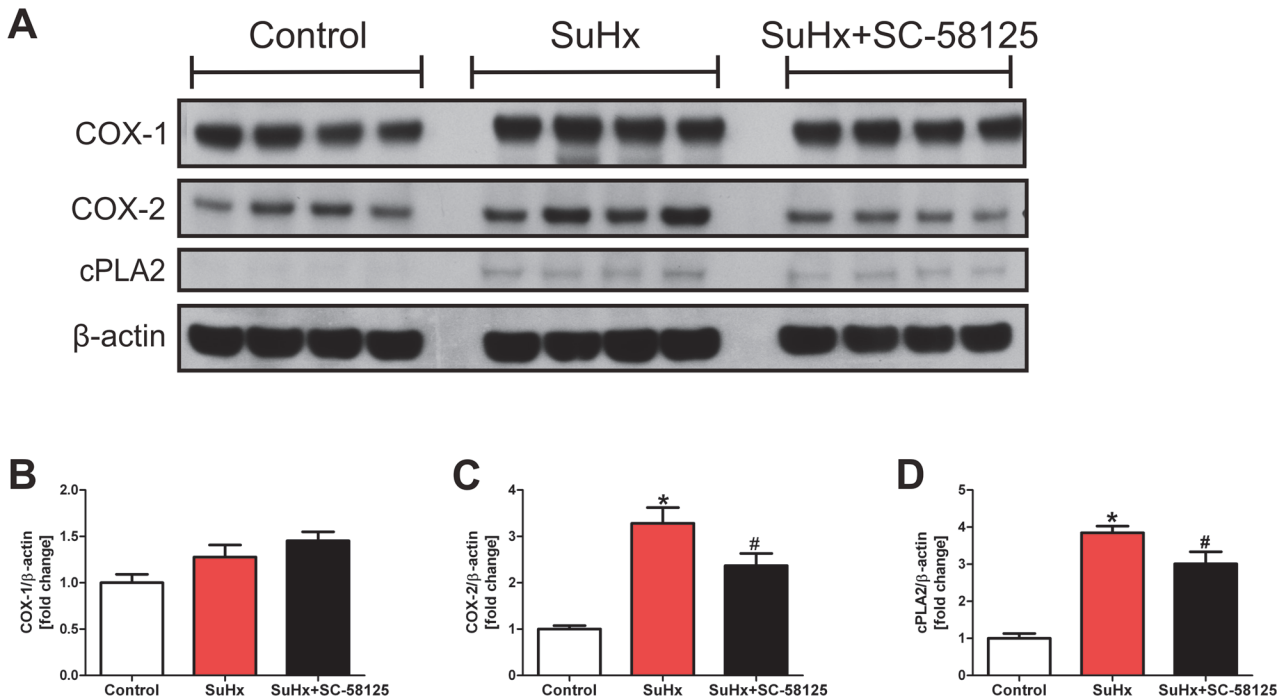 A
Control SuHx SuHx+SC-58125
COX-1
COX-2
cPLA2
β-actin
B
COX-1/β-actin
[fold change]
2.0
1.5
1.0
0.5
0.0
Control SuHx SuHx+SC-58125
C
COX-2/β-actin
[fold change]
4
3
2
1
0
*
#
Control SuHx SuHx+SC-58125
D
cPLA2/β-actin
[fold change]
5
4
3
2
1
0
*
#
Control SuHx SuHx+SC-58125